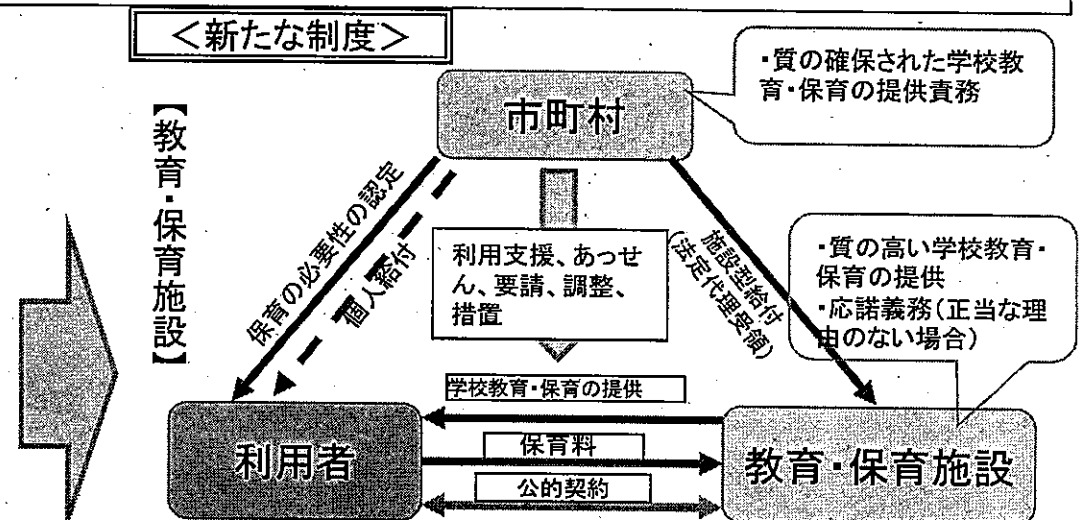 ＜新たな制度＞
【教育・保育施設】
市町村
・質の確保された学校教
育・保育の提供責務
保育の必要性の認定
個人給付
利用支援、あっせ
ん、要請、調整、
措置
施設型給付
(法定代理受領)
・質の高い学校教育・
保育の提供
・応諾義務(正当な理
由のない場合)
学校教育・保育の提供
利用者
保育料
公的契約
教育・保育施設